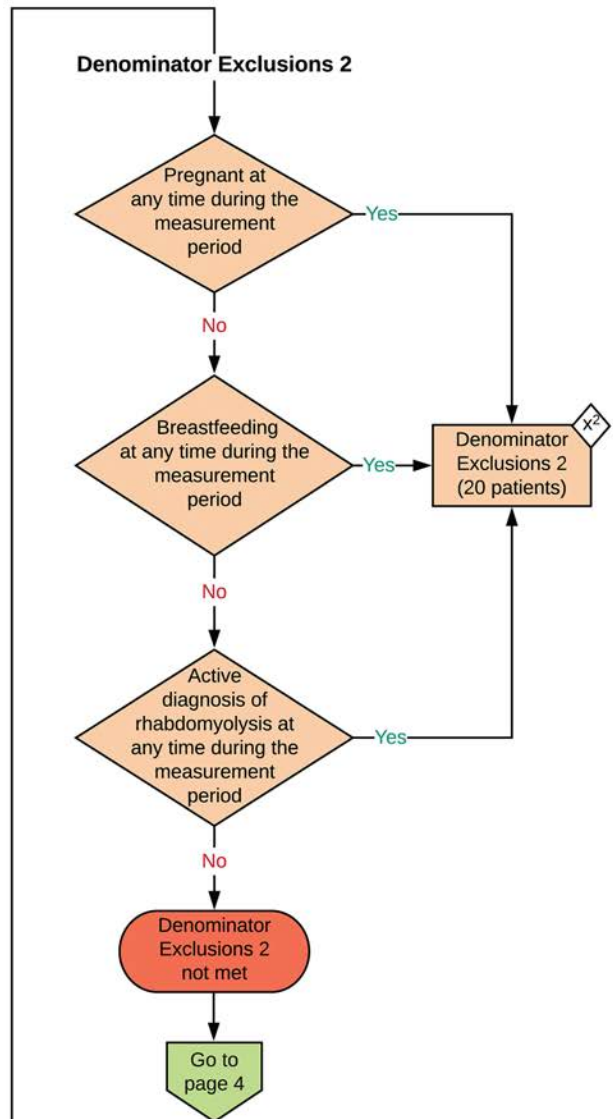 Denominator Exclusions 2
Pregnant at
any time during the
measurement
period
Yes
No
Breastfeeding
at any time during the
measurement
period
Yes
x²
Denominator
Exclusions 2
(20 patients)
No
Active
diagnosis of
rhabdomyolysis at
any time during the
measurement
period
Yes
No
Denominator
Exclusions 2
not met
Go to
page 4